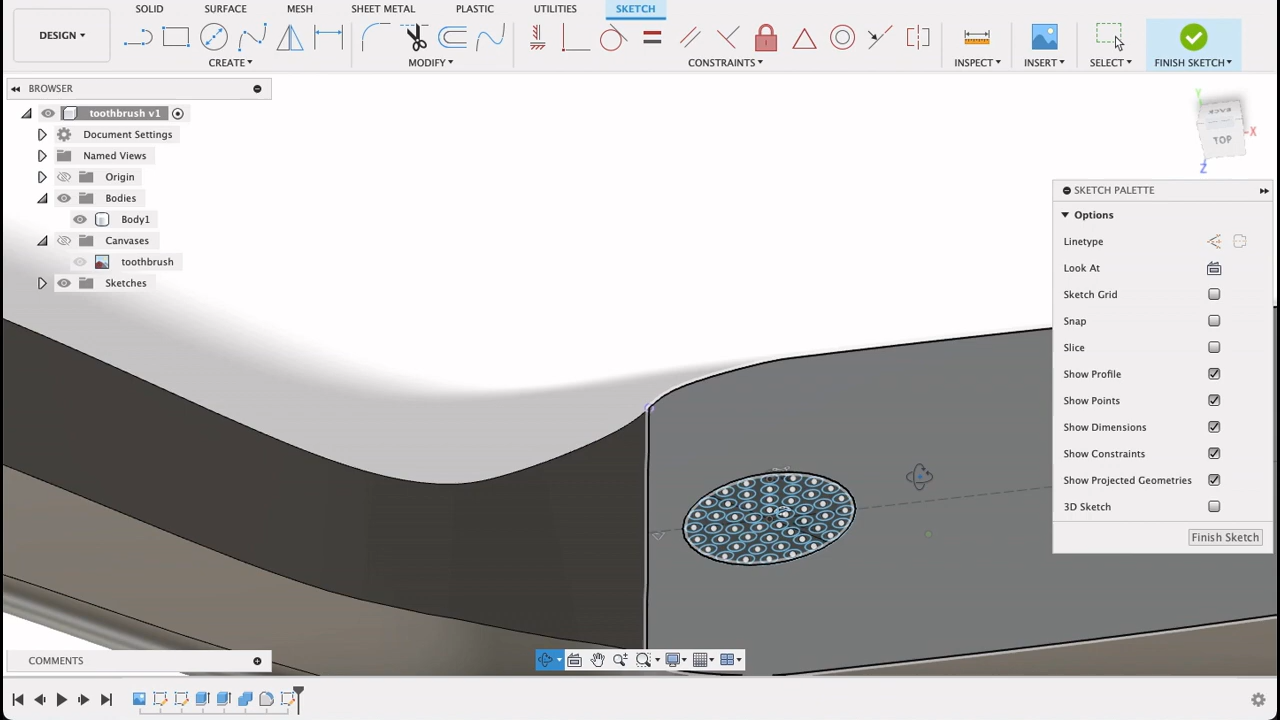 SOLID SURFACE MESH SHEET METAL PLASTIC UTILITIES SKETCH
DESIGN
CREATE MODIFY CONSTRAINTS INSPECT INSERT SELECT FINISH SKETCH
BROWSER
toothbrush v1
Document Settings
Named Views
Origin
Bodies
Body1
Canvases
toothbrush
Sketches
BACK
TOP
Y
X
Z
SKETCH PALETTE
Options
Linetype
Look At
Sketch Grid
Snap
Slice
Show Profile
Show Points
Show Dimensions
Show Constraints
Show Projected Geometries
3D Sketch
Finish Sketch
COMMENTS